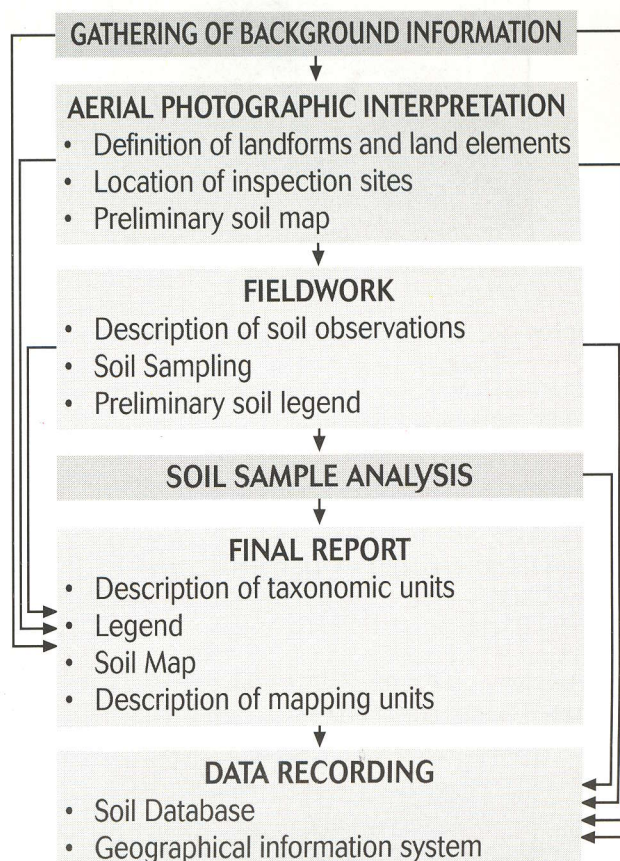 GATHERING OF BACKGROUND INFORMATION
AERIAL PHOTOGRAPHIC INTERPRETATION
• Definition of landforms and land elements
• Location of inspection sites
• Preliminary soil map
FIELDWORK
• Description of soil observations
• Soil Sampling
• Preliminary soil legend
SOIL SAMPLE ANALYSIS
FINAL REPORT
• Description of taxonomic units
• Legend
• Soil Map
• Description of mapping units
DATA RECORDING
• Soil Database
• Geographical information system